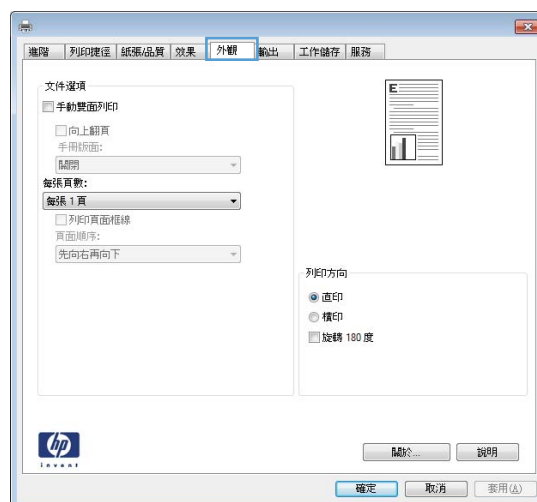 進階 列印捷徑 紙張/品質 效果 外觀 輸出 工作儲存 服務
文件選項
手動雙面列印
向上翻頁
手冊版面:
關閉
每張頁數:
每張 1 頁
列印頁面框線
頁面順序:
先向右再向下
E
列印方向
直印
橫印
旋轉 180 度
hp
invent
關於... 說明
確定 取消 套用(A)